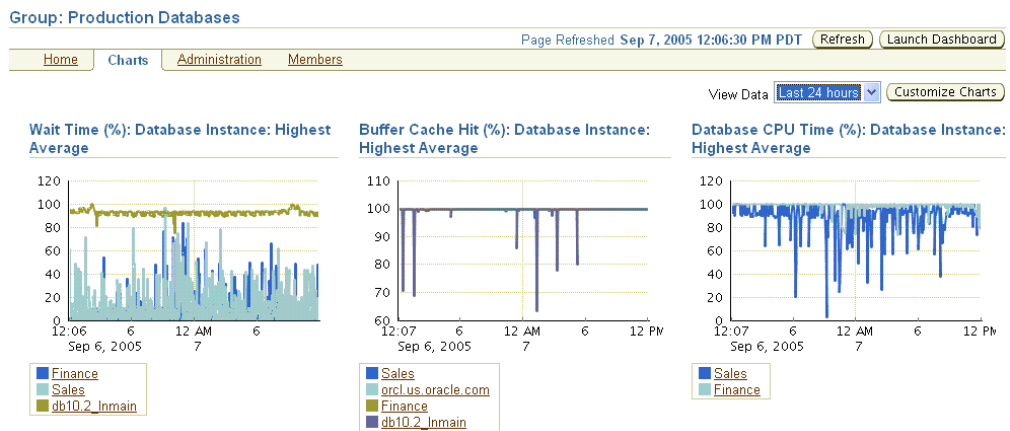 Group: Production Databases
Page Refreshed Sep 7, 2005 12:06:30 PM PDT Refresh Launch Dashboard
Home Charts Administration Members
View Data Last 24 hours Customize Charts
Wait Time (%): Database Instance: Highest Average
120
100
80
60
40
20
0
12:06 6 12 AM 6
Sep 6, 2005 7
Finance
Sales
db10.2_lnmain
Buffer Cache Hit (%): Database Instance: Highest Average
110
100
90
80
70
60
12:07 6 12 AM 6 12 PM
Sep 6, 2005 7
Sales
orcl.us.oracle.com
Finance
db10.2_lnmain
Database CPU Time (%): Database Instance: Highest Average
120
100
80
60
40
20
0
12:07 6 12 AM 6 12 PM
Sep 6, 2005 7
Sales
Finance